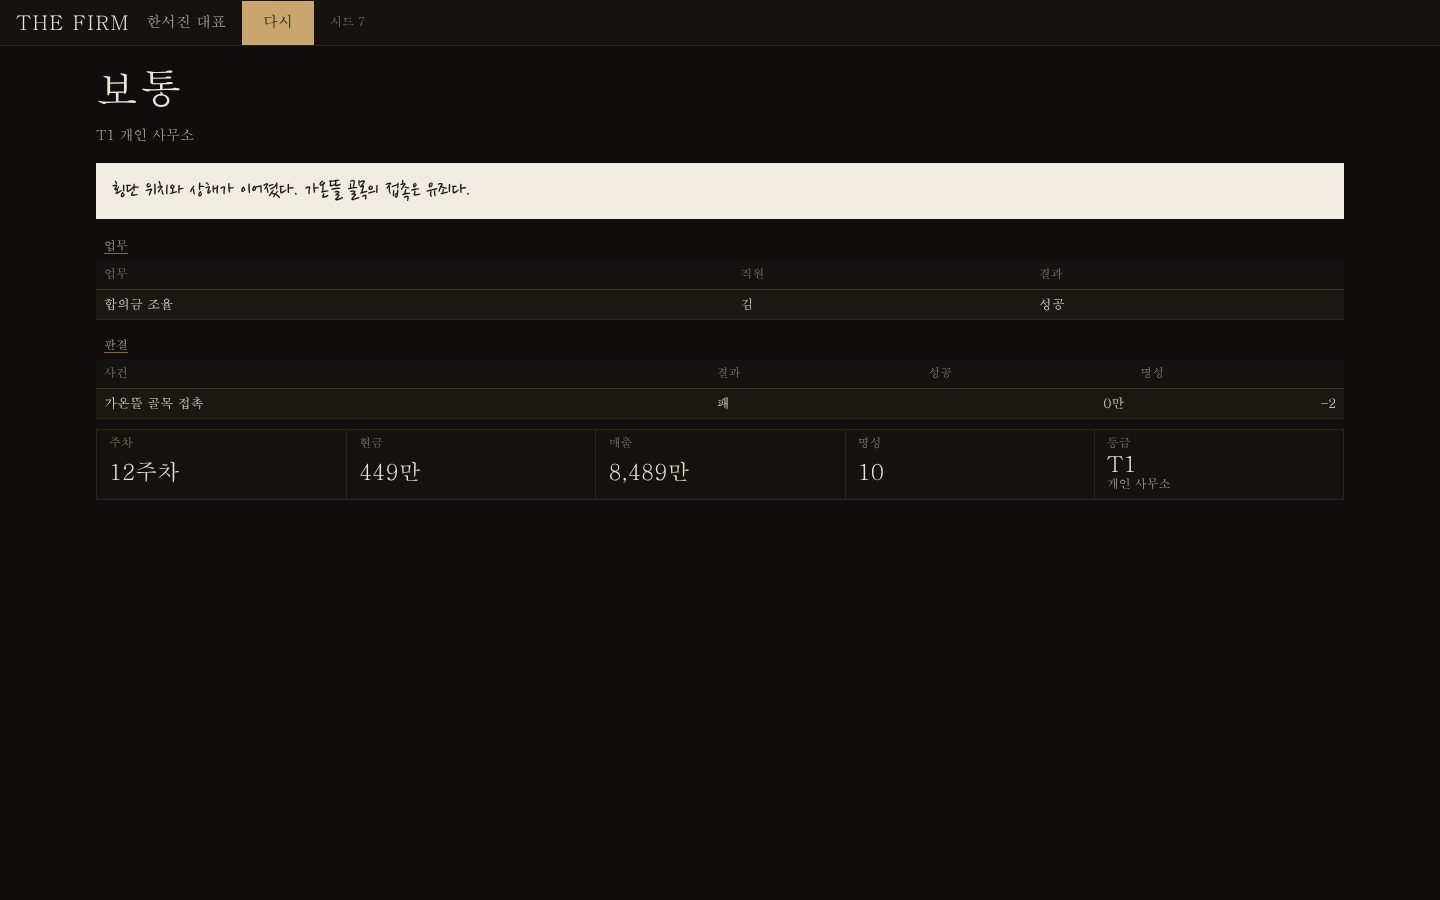 THE FIRM 한서진 대표 다시 시드 7
보통
T1 개인 사무소
횡단 위치와 상해가 이어졌다. 가온뜰 골목의 접촉은 유죄다.
업무
업무 직원 결과
합의금 조율 김 성공
판결
사건 결과 성공 명성
가온뜰 골목 접촉 패 0만 −2
주차 현금 매출 명성 등급
12주차 449만 8,489만 10 T1
개인 사무소